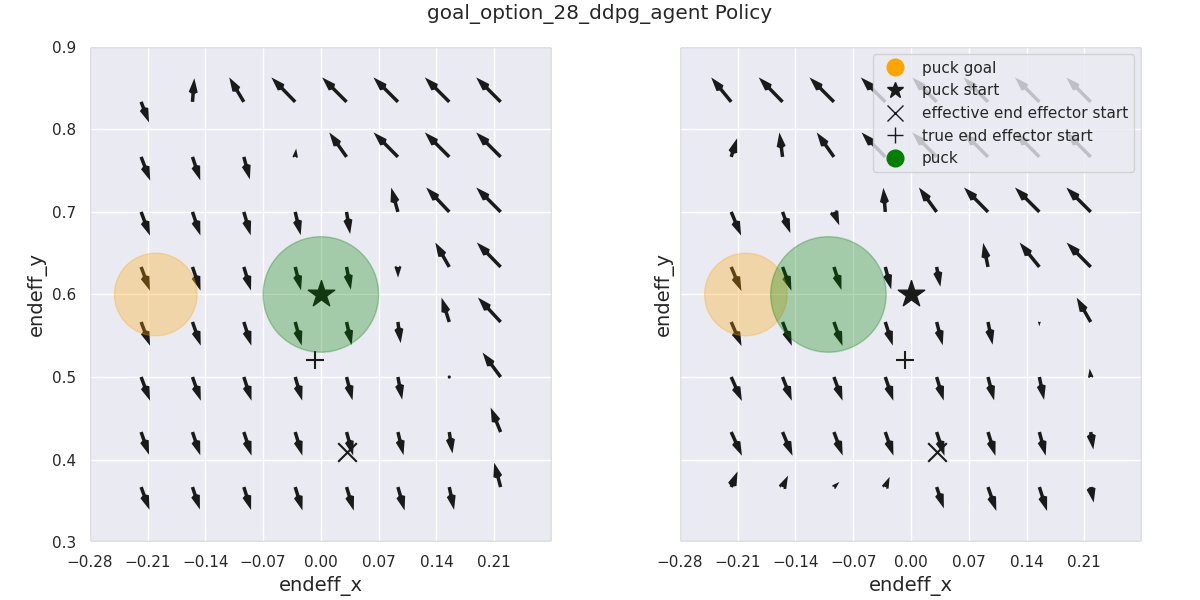 goal_option_28_ddpg_agent Policy
0.9
0.8
0.7
0.6
0.5
0.4
0.3
endeff_y
−0.28 −0.21 −0.14 −0.07 0.00 0.07 0.14 0.21
endeff_x
endeff_y
puck goal
puck start
effective end effector start
true end effector start
puck
−0.28 −0.21 −0.14 −0.07 0.00 0.07 0.14 0.21
endeff_x